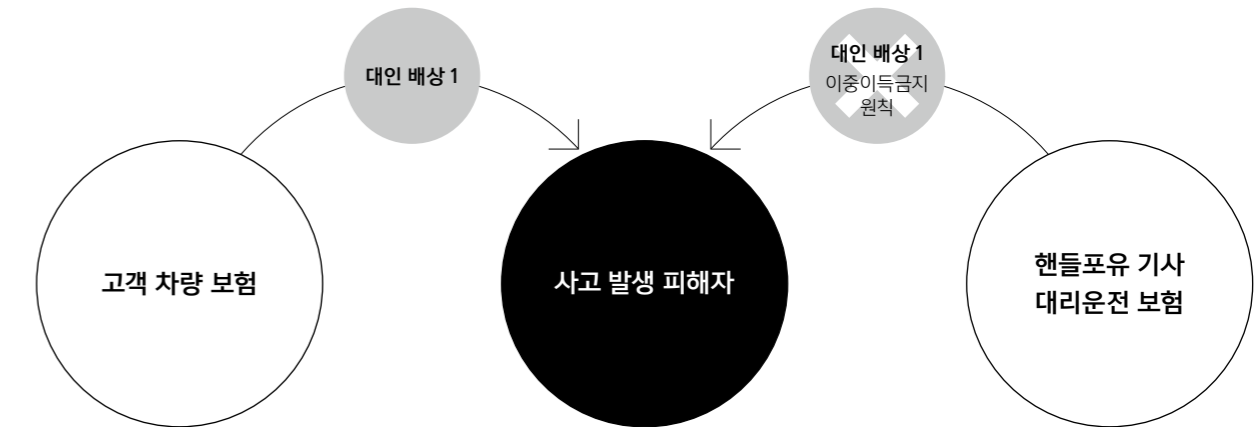 대인 배상 1
대인 배상 1
이중이득금지
원칙
고객 차량 보험
사고 발생 피해자
핸들포유 기사
대리운전 보험